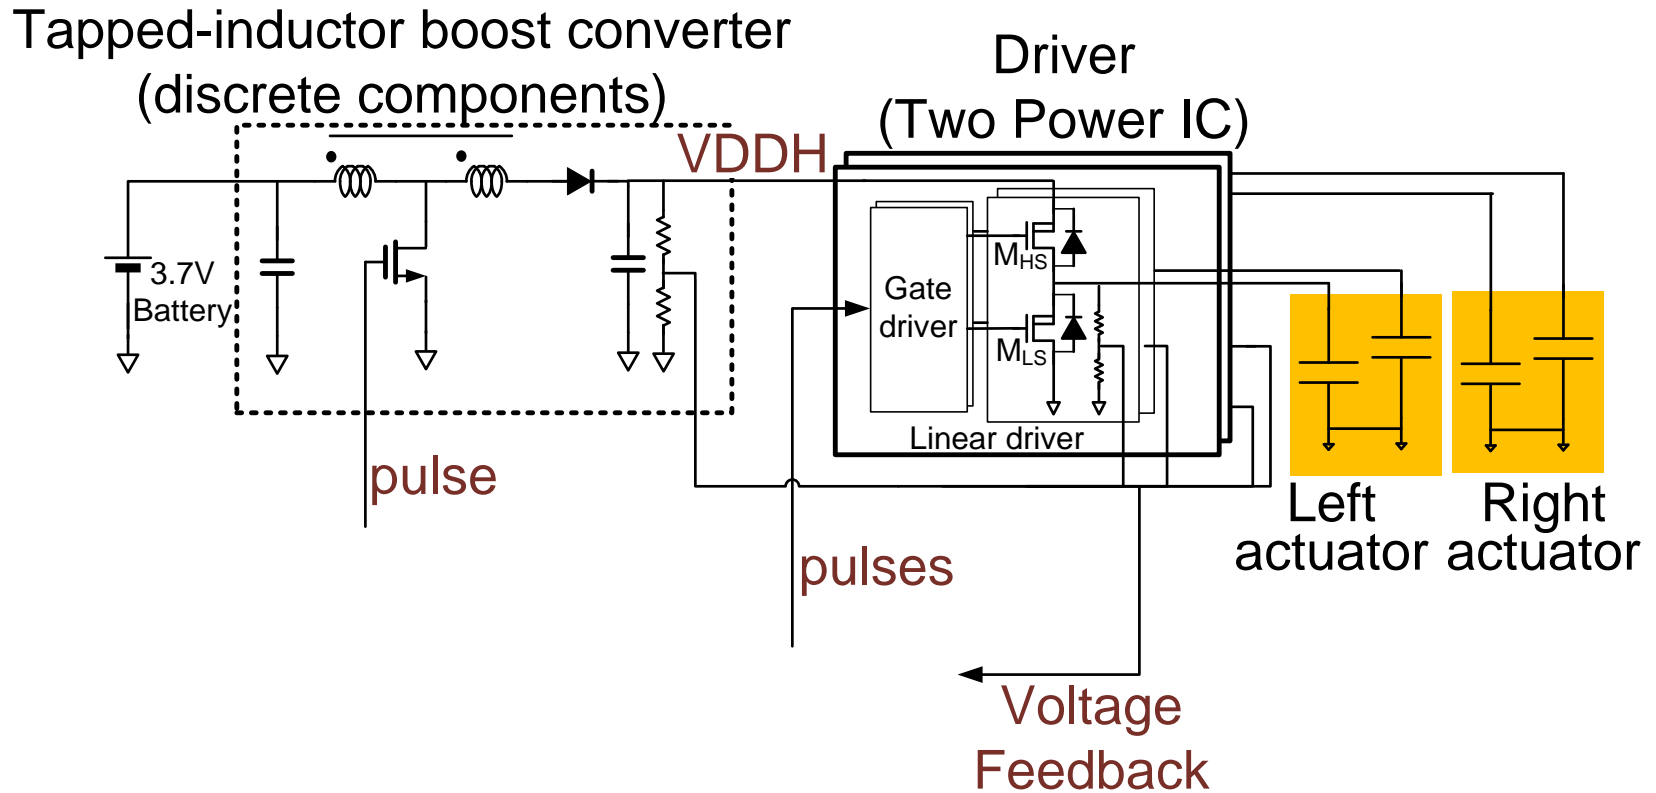 Tapped-inductor boost converter
(discrete components)
Driver
(Two Power IC)
VDDH
3.7V
Battery
Gate
driver
MHS
MLS
Linear driver
pulse
pulses
Left
actuator
Right
actuator
Voltage
Feedback